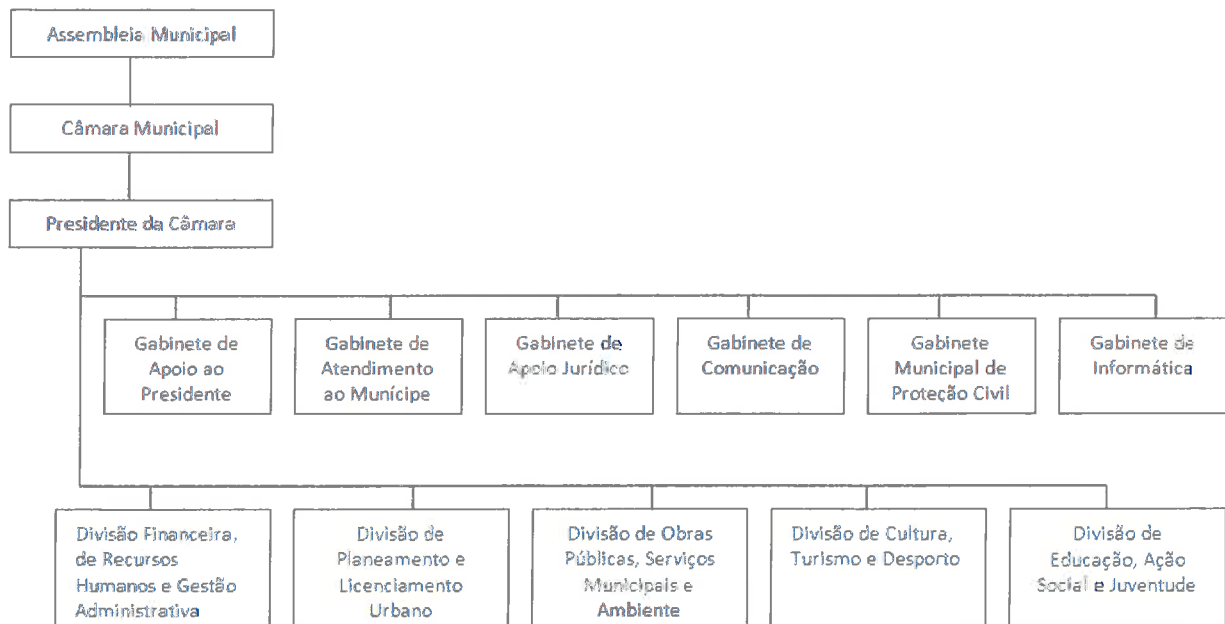 Assembleia Municipal
Câmara Municipal
Presidente da Câmara
Gabinete de
Apoio ao
Presidente
Gabinete de
Atendimento
ao Munícipe
Gabinete de
Apoio Jurídico
Gabinete de
Comunicação
Gabinete
Municipal de
Proteção Civil
Gabinete de
Informática
Divisão Financeira,
de Recursos
Humanos e Gestão
Administrativa
Divisão de
Planeamento e
Licenciamento
Urbano
Divisão de Obras
Públicas, Serviços
Municipais e
Ambiente
Divisão de Cultura,
Turismo e Desporto
Divisão de
Educação, Ação
Social e Juventude